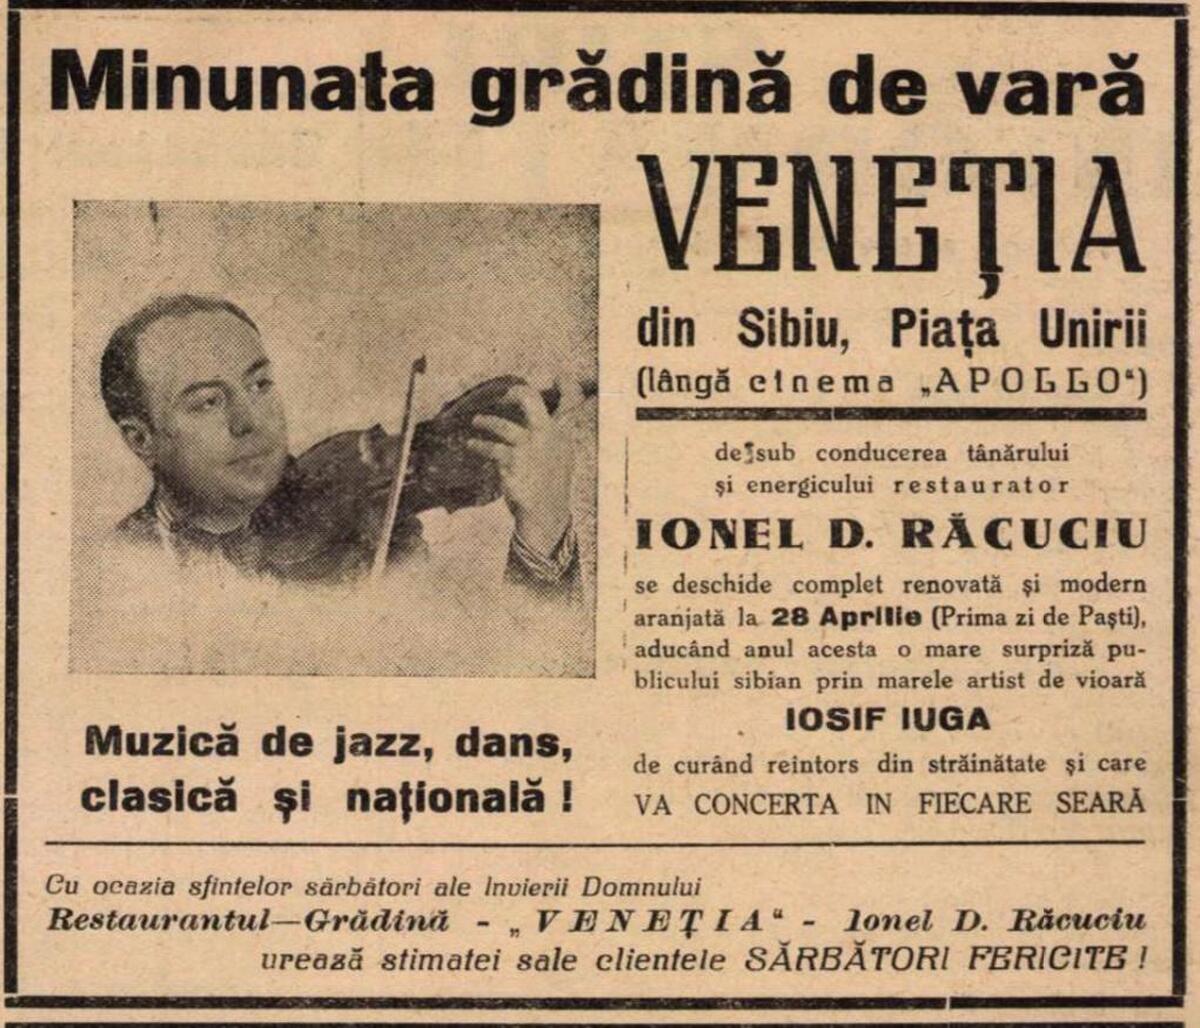 Minunata grădină de vară
VENEȚIA
din Sibiu, Piața Unirii
(lângă cinema „APOLLO“)
de sub conducerea tânărului
și energicului restaurator
IONEL D. RĂCUCIU
se deschide complet renovată și modern
aranjată la 28 Aprilie (Prima zi de Paști),
aducând anul acesta o mare surpriză pu-
blicului sibian prin marele artist de vioară
IOSIF IUGA
de curând reintors din străinătate și care
VA CONCERTA IN FIECARE SEARĂ
Muzică de jazz, dans,
clasică și națională !
Cu ocazia sfintelor sărbători ale Invierii Domnului
Restaurantul—Grădină - „VENEȚIA“ - Ionel D. Răcuciu
urează stimatei sale clientele SĂRBĂTORI FERICITE !